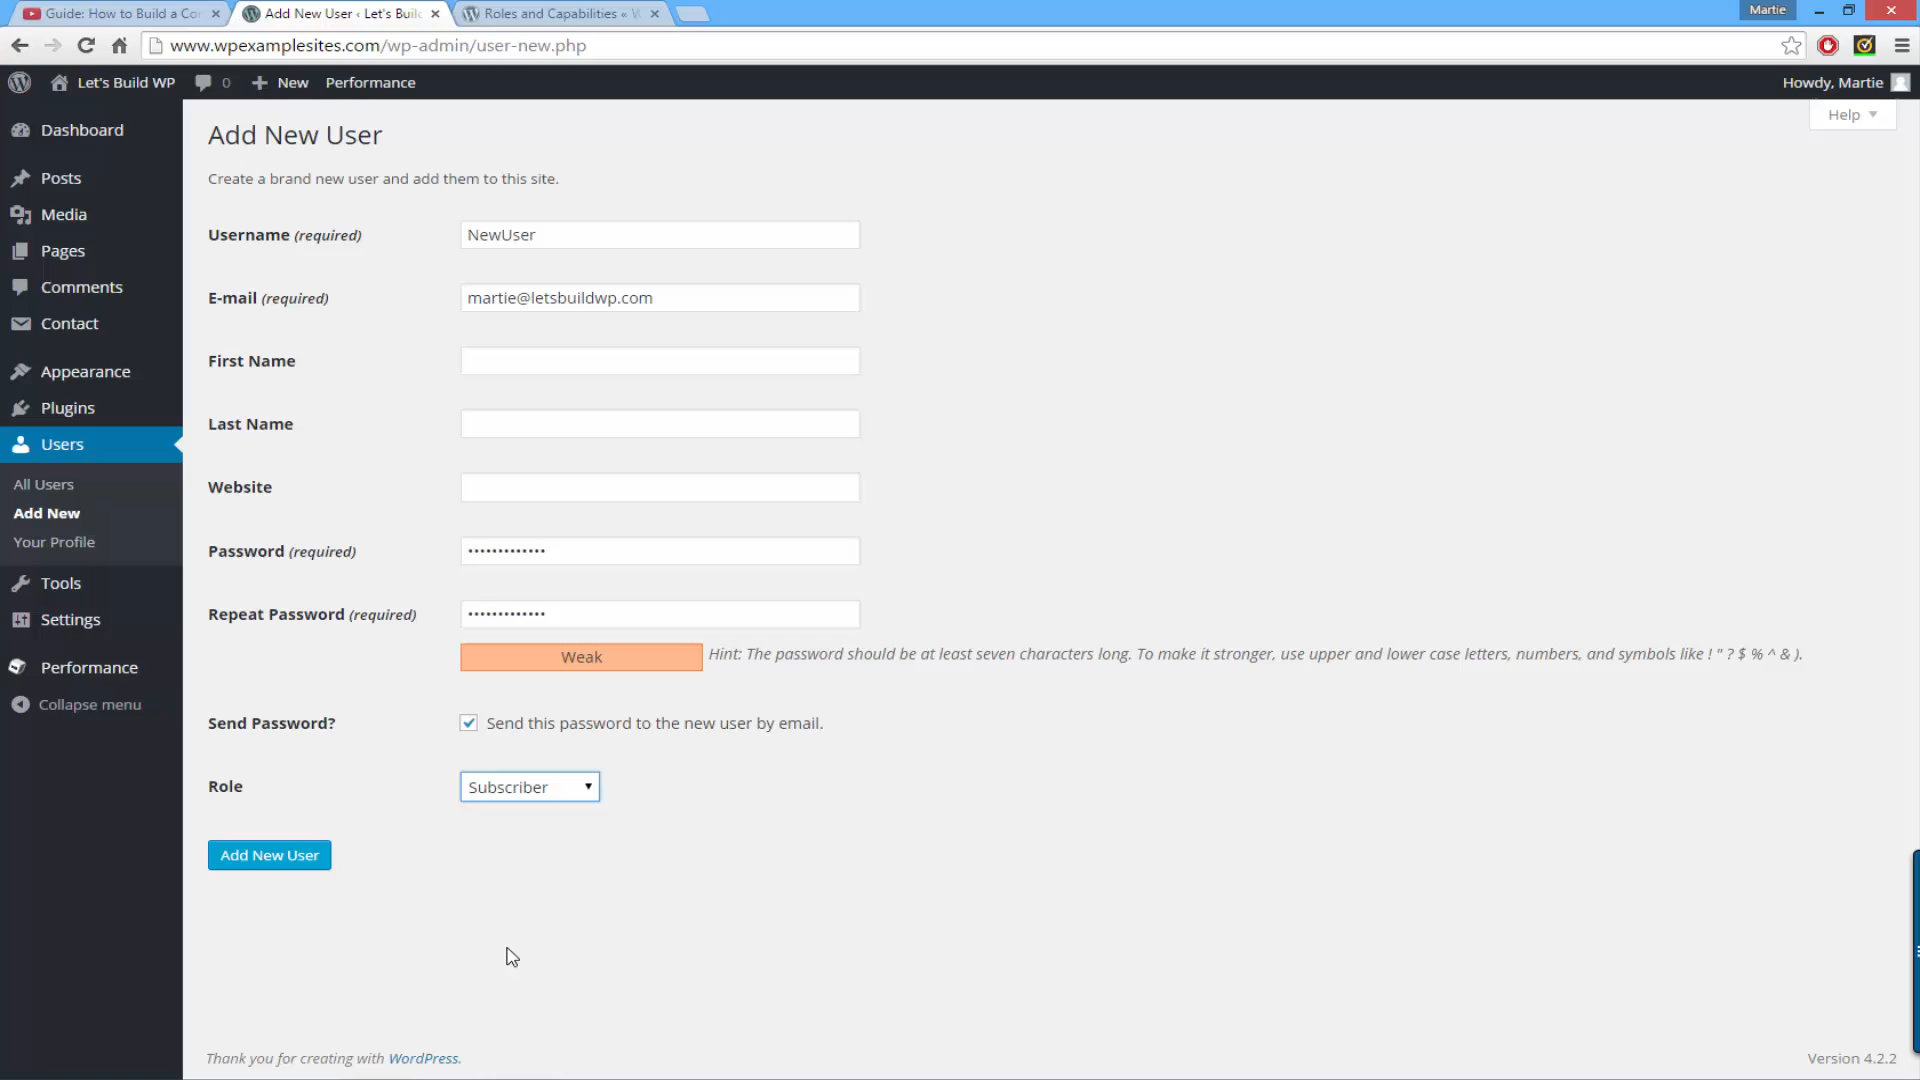 Guide: How to Build a Co
Add New User ‹ Let's Buil
Roles and Capabilities «
Martie
www.wpexamplesites.com/wp-admin/user-new.php
Let's Build WP
0
New
Performance
Howdy, Martie
Help
Dashboard
Posts
Media
Pages
Comments
Contact
Appearance
Plugins
Users
All Users
Add New
Your Profile
Tools
Settings
Performance
Collapse menu
Add New User
Create a brand new user and add them to this site.
Username (required)
NewUser
E-mail (required)
martie@letsbuildwp.com
First Name
Last Name
Website
Password (required)
•••••••••••••
Repeat Password (required)
•••••••••••••
Weak
Hint: The password should be at least seven characters long. To make it stronger, use upper and lower case letters, numbers, and symbols like ! " ? $ % ^ & ).
Send Password?
Send this password to the new user by email.
Role
Subscriber
Add New User
Thank you for creating with WordPress.
Version 4.2.2